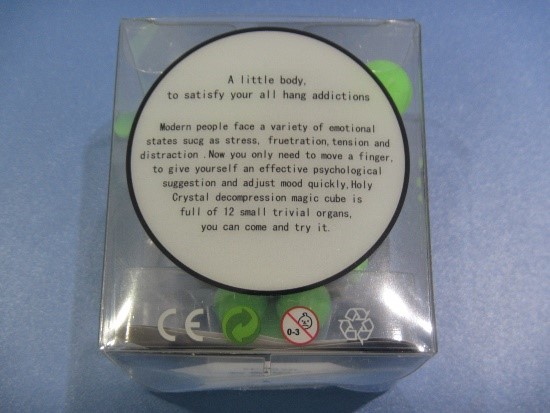 A little body,
to satisfy your all hang addictions
Modern people face a variety of emotional
states sucg as stress, fruetration, tension and
distraction .Now you only need to move a finger,
to give yourself an effective psychological
suggestion and adjust mood quickly, Holy
Crystal decompression magic cube is
full of 12 small trivial organs,
you can come and try it.
CE
0-3